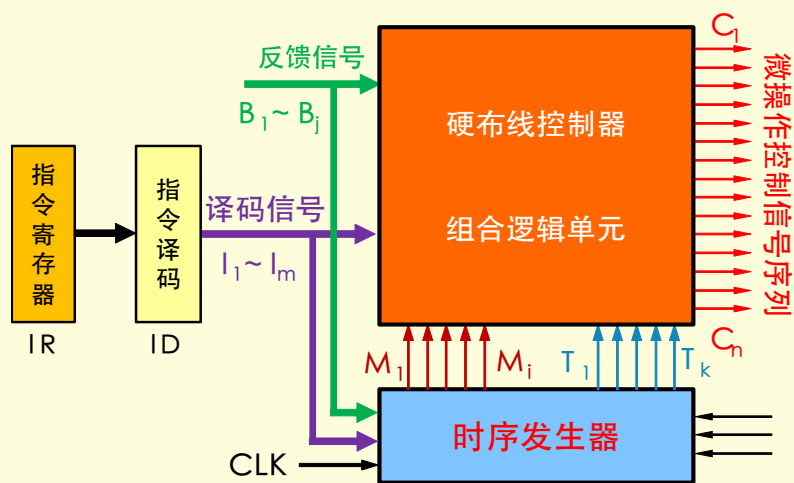 C1
反馈信号
B1~Bj
硬布线控制器
微操作控制信号序列
指令寄存器
指令译码
译码信号
组合逻辑单元
I1~Im
IR
ID
M1
Mi
T1
Tk
Cn
时序发生器
CLK